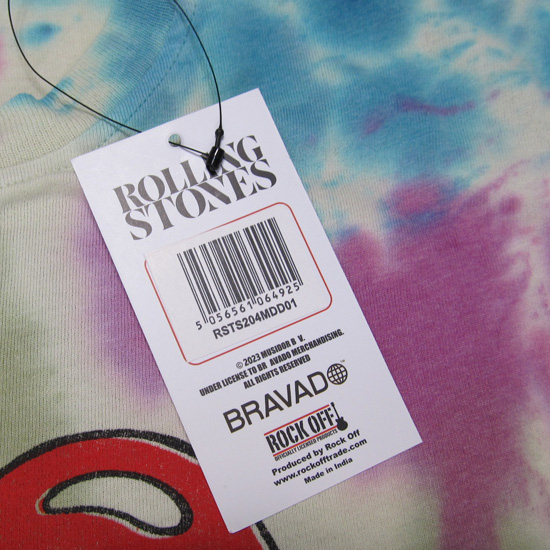 ROLLING
STONES
5 056561 064925
RSTS204MDD01
© 2023 MUSIDOR B V.
UNDER LICENSE TO BR AVADO MERCHANDISING.
ALL RIGHTS RESERVED
BRAVADO™
ROCK OFF!
OFFICIALLY LICENSED PRODUCTS
Produced by Rock Off
www.rockofftrade.com
Made in India